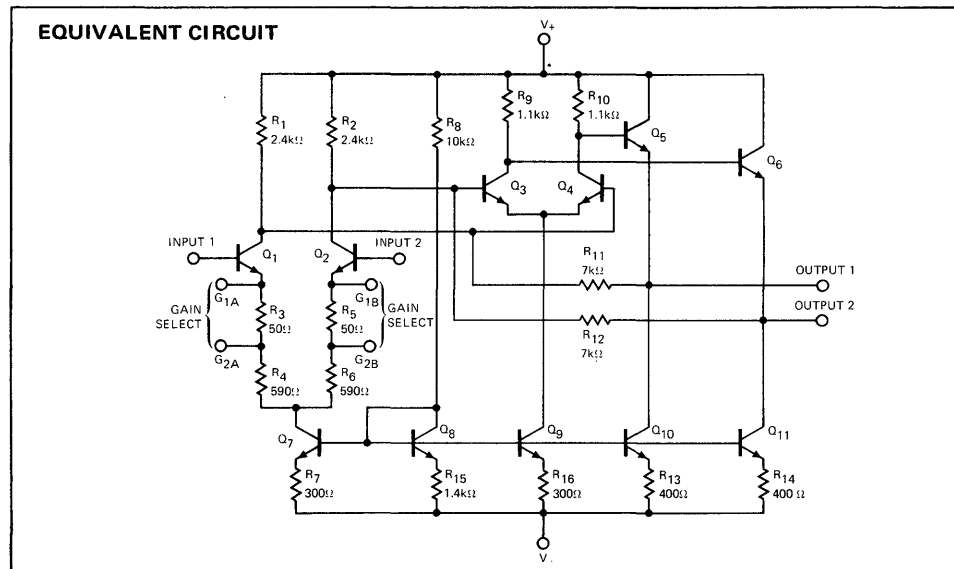 EQUIVALENT CIRCUIT
V+
R1
2.4kΩ
R2
2.4kΩ
R8
10kΩ
R9
1.1kΩ
R10
1.1kΩ
Q5
Q6
Q3
Q4
INPUT 1
Q1
Q2
INPUT 2
R11
7kΩ
OUTPUT 1
G1A
G1B
GAIN
SELECT
R3
50Ω
R5
50Ω
GAIN
SELECT
OUTPUT 2
R12
7kΩ
G2A
G2B
R4
590Ω
R6
590Ω
Q7
Q8
Q9
Q10
Q11
R7
300Ω
R15
1.4kΩ
R16
300Ω
R13
400Ω
R14
400 Ω
V-